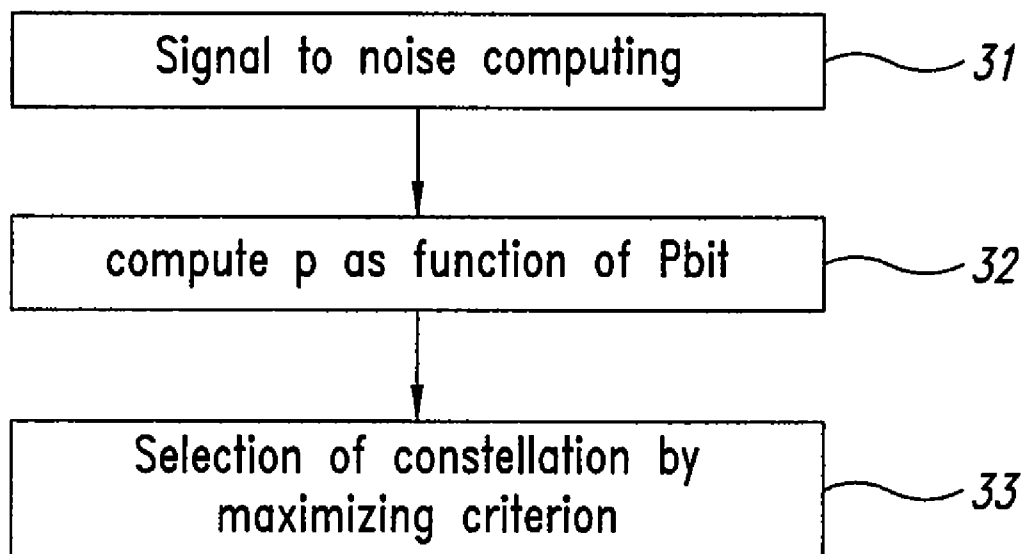 Signal to noise computing
31
compute p as function of Pbit
32
Selection of constellation by
maximizing criterion
33